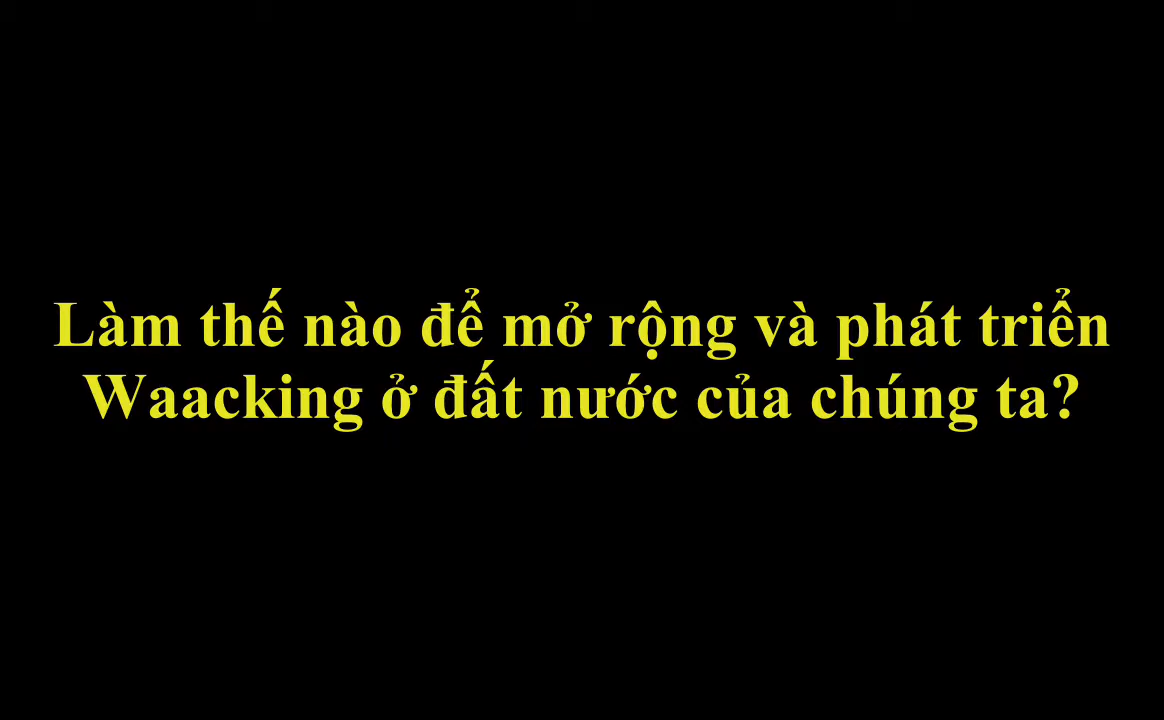 Làm thế nào để mở rộng và phát triển
Waacking ở đất nước của chúng ta?